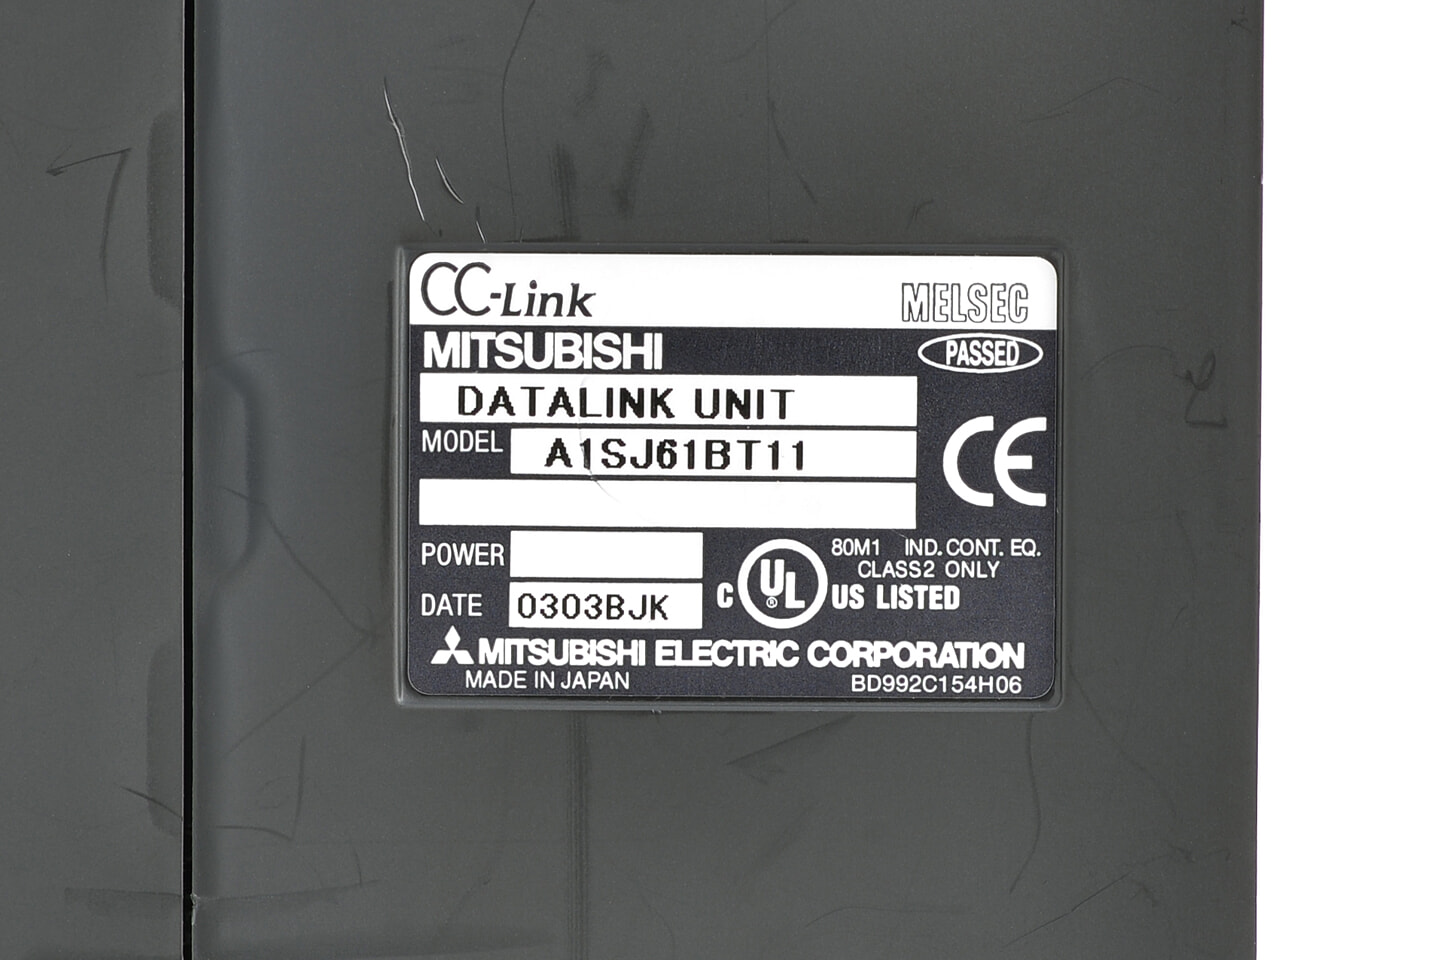 CC-Link MELSEC
MITSUBISHI PASSED
DATALINK UNIT
MODEL A1SJ61BT11
CE
POWER
80M1 IND. CONT. EQ.
CLASS2 ONLY
C UL® US LISTED
DATE 0303BJK
MITSUBISHI ELECTRIC CORPORATION
MADE IN JAPAN BD992C154H06